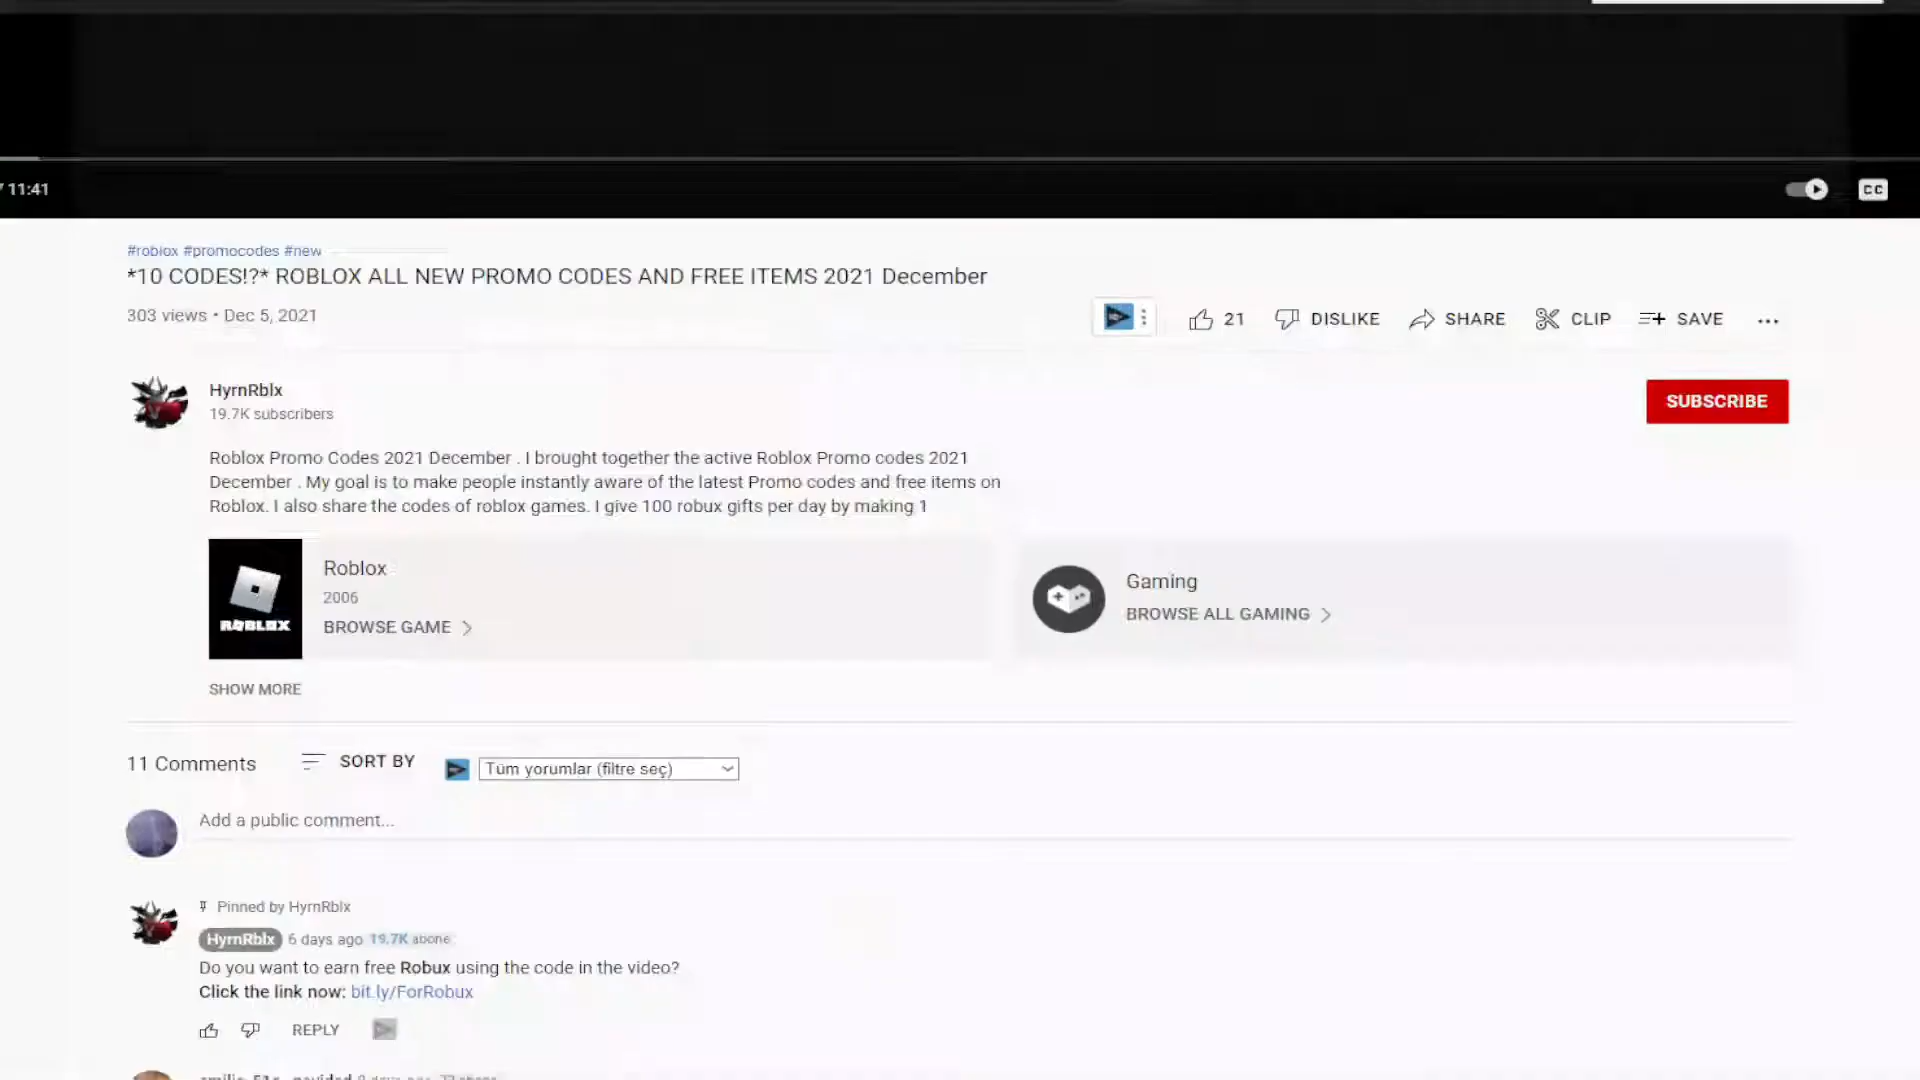 / 11:41
CC
#roblox #promocodes #new
*10 CODES!?* ROBLOX ALL NEW PROMO CODES AND FREE ITEMS 2021 December
303 views • Dec 5, 2021
21 DISLIKE SHARE CLIP SAVE ...
HyrnRblx
19.7K subscribers
SUBSCRIBE
Roblox Promo Codes 2021 December . I brought together the active Roblox Promo codes 2021
December . My goal is to make people instantly aware of the latest Promo codes and free items on
Roblox. I also share the codes of roblox games. I give 100 robux gifts per day by making 1
ROBLOX
Roblox
2006
BROWSE GAME
Gaming
BROWSE ALL GAMING
SHOW MORE
11 Comments SORT BY Tüm yorumlar (filtre seç)
Add a public comment...
Pinned by HyrnRblx
HyrnRblx 6 days ago 19.7K abone
Do you want to earn free Robux using the code in the video?
Click the link now: bit.ly/ForRobux
REPLY